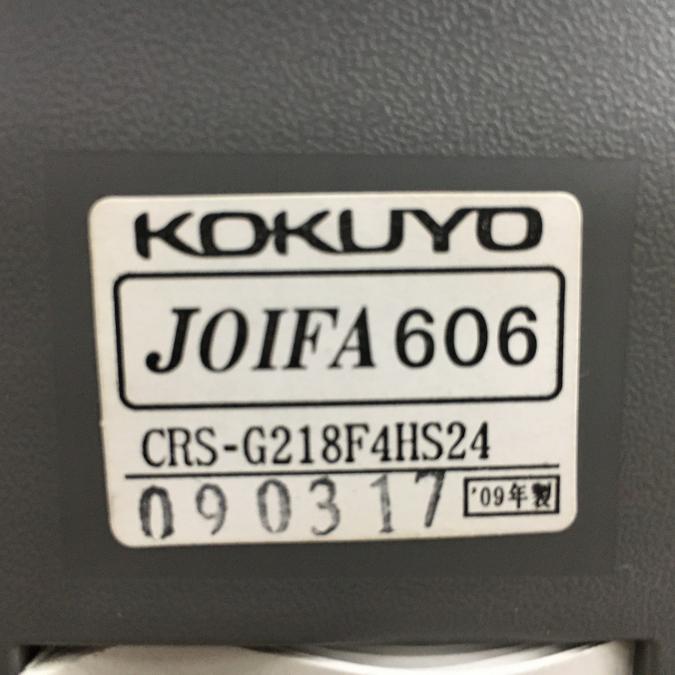 KOKUYO
JOIFA 606
CRS-G218F4HS24
090317 '09年製